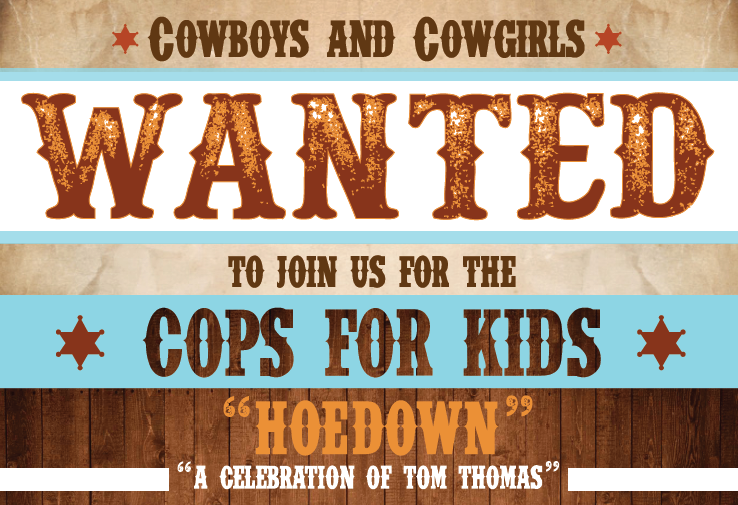 Cowboys and Cowgirls
WANTED
TO JOIN US FOR THE
COPS FOR KIDS
“HOEDOWN”
“A CELEBRATION OF TOM THOMAS”